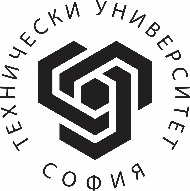 ТЕХНИЧЕСКИ УНИВЕРСИТЕТ
СОФИЯ